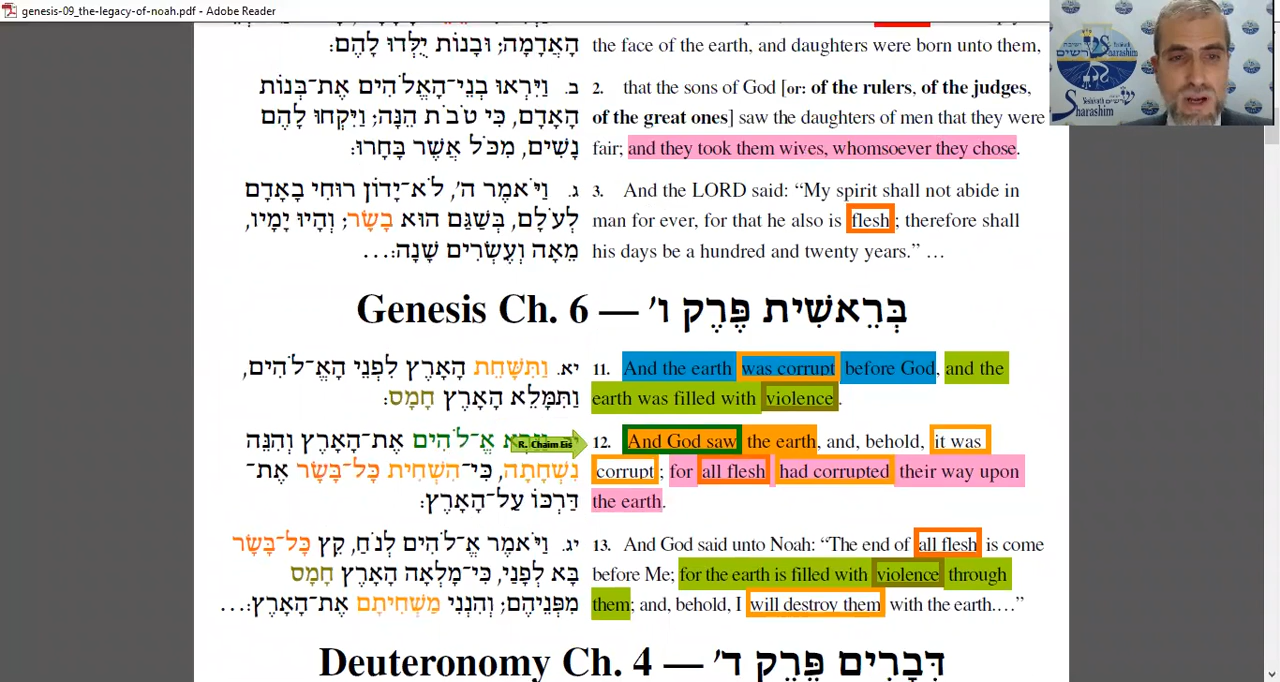 genesis-09_the-legacy-of-noah.pdf - Adobe Reader
הָאֲדָמָה; וּבָנוֹת יֻלְּדוּ לָהֶם:
the face of the earth, and daughters were born unto them,
ב. וַיִּרְאוּ בְנֵי־הָאֱלֹהִים אֶת־בְּנוֹת
הָאָדָם, כִּי טֹבֹת הֵנָּה; וַיִּקְחוּ לָהֶם
נָשִׁים, מִכֹּל אֲשֶׁר בָּחָרוּ:
2. that the sons of God [or: of the rulers, of the judges,
of the great ones] saw the daughters of men that they were
fair; and they took them wives, whomsoever they chose.
ג. וַיֹּאמֶר ה', לֹא־יָדוֹן רוּחִי בָאָדָם
לְעֹלָם, בְּשַׁגַּם הוּא בָשָׂר; וְהָיוּ יָמָיו,
מֵאָה וְעֶשְׂרִים שָׁנָה:…
3. And the LORD said: “My spirit shall not abide in
man for ever, for that he also is flesh; therefore shall
his days be a hundred and twenty years.” …
Genesis Ch. 6 — בְּרֵאשִׁית פֶּרֶק ו'
יא. וַתִּשָּׁחֵת הָאָרֶץ לִפְנֵי הָאֱ־לֹהִים,
וַתִּמָּלֵא הָאָרֶץ חָמָס:
11. And the earth was corrupt before God, and the
earth was filled with violence.
אֱ־לֹהִים אֶת־הָאָרֶץ וְהִנֵּה
נִשְׁחָתָה, כִּי־הִשְׁחִית כָּל־בָּשָׂר אֶת־
דַּרְכּוֹ עַל־הָאָרֶץ:
R. Chaim Eis
12. And God saw the earth, and, behold, it was
corrupt; for all flesh had corrupted their way upon
the earth.
יג. וַיֹּאמֶר אֱ־לֹהִים לְנֹחַ, קֵץ כָּל־בָּשָׂר
בָּא לְפָנַי, כִּי־מָלְאָה הָאָרֶץ חָמָס
מִפְּנֵיהֶם; וְהִנְנִי מַשְׁחִיתָם אֶת־הָאָרֶץ:…
13. And God said unto Noah: “The end of all flesh is come
before Me; for the earth is filled with violence through
them; and, behold, I will destroy them with the earth.…”
Deuteronomy Ch. 4 — דְּבָרִים פֶּרֶק ד'
Yeshivath
Sharashim